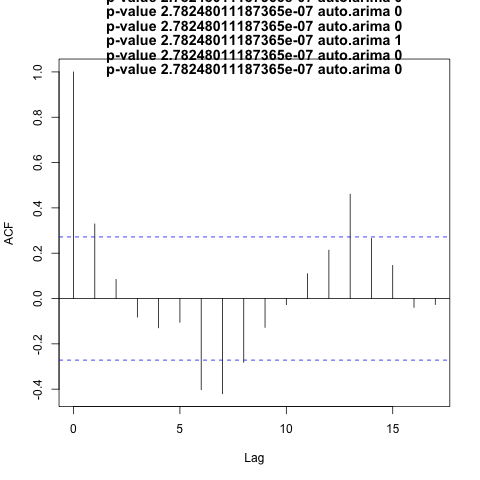 p-value 2.78248011187365e-07 auto.arima 0
p-value 2.78248011187365e-07 auto.arima 0
p-value 2.78248011187365e-07 auto.arima 1
p-value 2.78248011187365e-07 auto.arima 0
p-value 2.78248011187365e-07 auto.arima 0
1.0
0.8
0.6
0.4
0.2
0.0
-0.2
-0.4
ACF
0 5 10 15
Lag